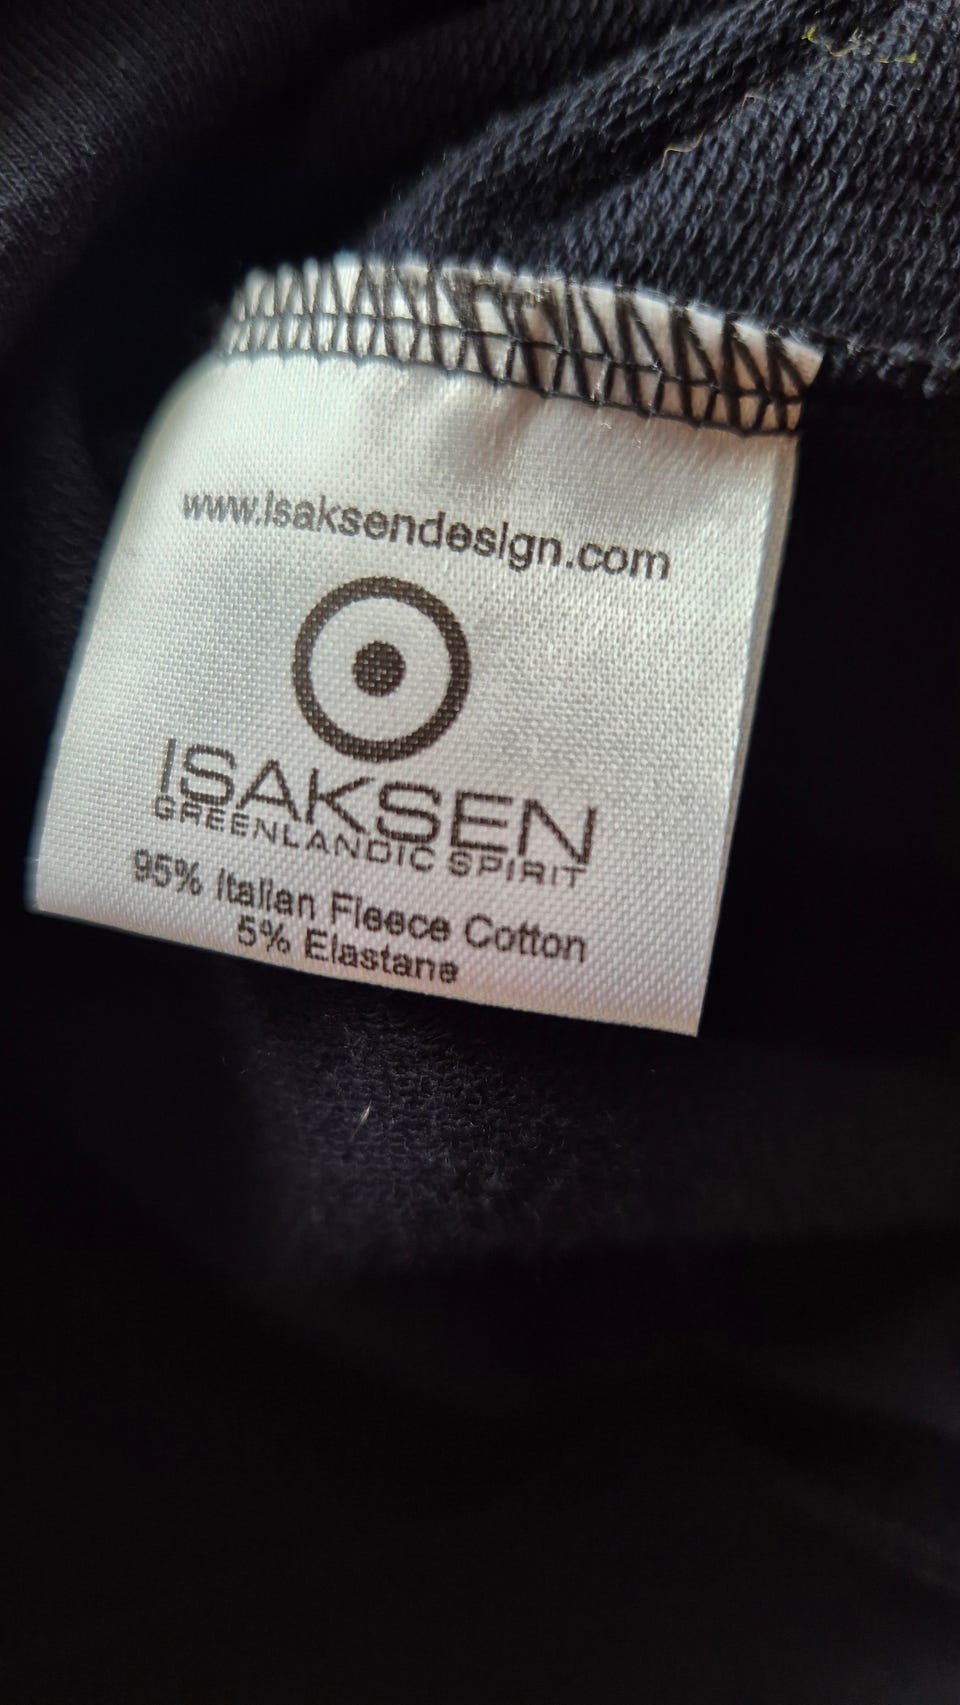 www.isaksendesign.com
ISAKSEN
GREENLANDIC SPIRIT
95% Italian Fleece Cotton
5% Elastane